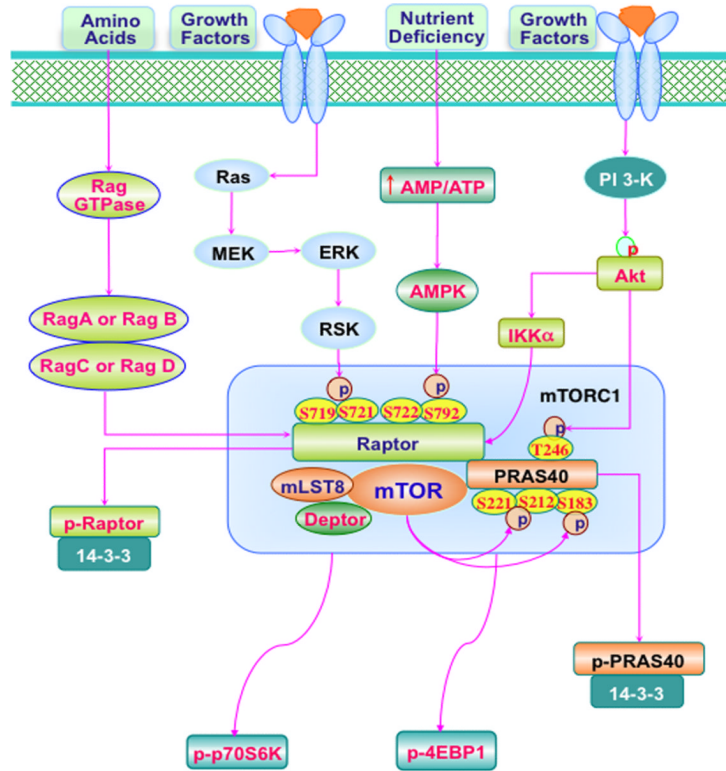 Amino
Acids
Growth
Factors
Nutrient
Deficiency
Growth
Factors
Rag
GTPase
Ras
↑ AMP/ATP
PI 3-K
MEK
ERK
p
Akt
AMPK
RagA or Rag B
RSK
IKKα
RagC or Rag D
p
p
mTORC1
S719
S721
S722
S792
p
Raptor
T246
PRAS40
mLST8
mTOR
S221
S212
S183
Deptor
p
p
p-Raptor
14-3-3
p-PRAS40
14-3-3
p-p70S6K
p-4EBP1